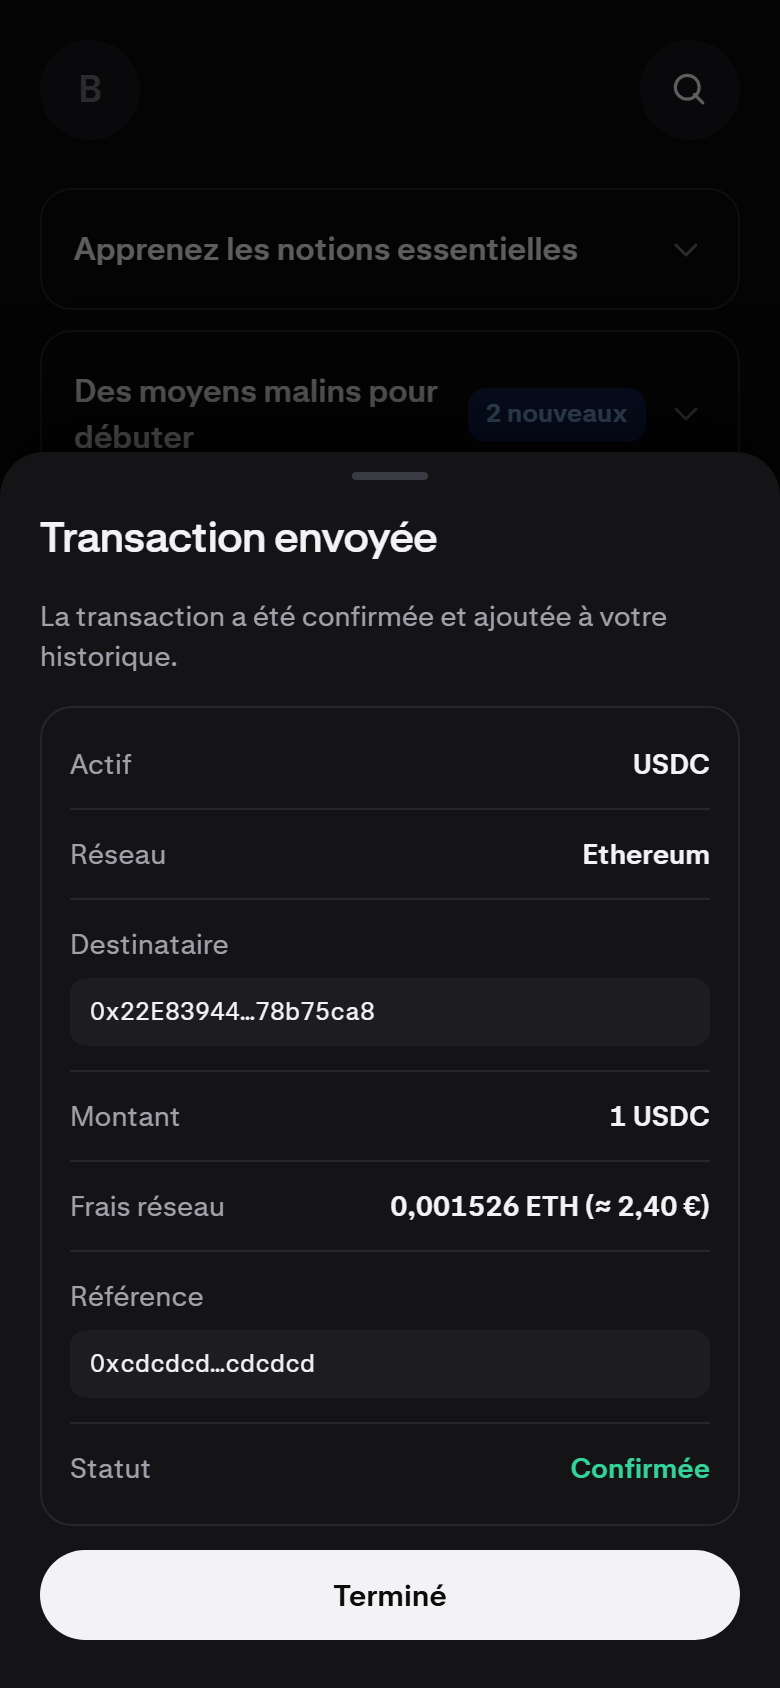 B
Apprenez les notions essentielles
Des moyens malins pour
débuter
2 nouveaux
Transaction envoyée
La transaction a été confirmée et ajoutée à votre
historique.
Actif
USDC
Réseau
Ethereum
Destinataire
0x22E83944…78b75ca8
Montant
1 USDC
Frais réseau
0,001526 ETH (≈ 2,40 €)
Référence
0xcdcdcd…cdcdcd
Statut
Confirmée
Terminé